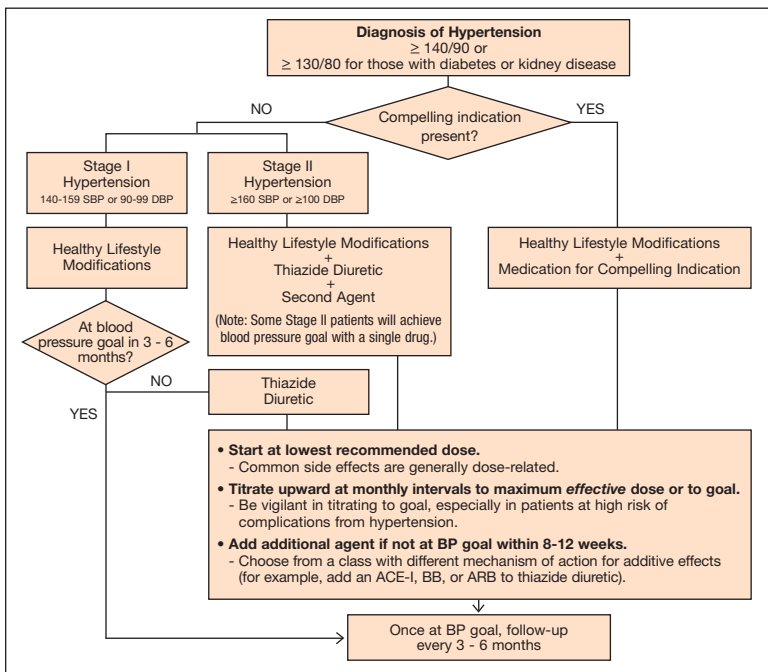 Diagnosis of Hypertension
≥ 140/90 or
≥ 130/80 for those with diabetes or kidney disease
NO
Compelling indication
present?
YES
Stage I
Hypertension
140-159 SBP or 90-99 DBP
Stage II
Hypertension
≥160 SBP or ≥100 DBP
Healthy Lifestyle
Modifications
Healthy Lifestyle Modifications
+
Thiazide Diuretic
+
Second Agent
(Note: Some Stage II patients will achieve
blood pressure goal with a single drug.)
Healthy Lifestyle Modifications
+
Medication for Compelling Indication
At blood
pressure goal in 3 - 6
months?
NO
Thiazide
Diuretic
YES
• Start at lowest recommended dose.
- Common side effects are generally dose-related.
• Titrate upward at monthly intervals to maximum effective dose or to goal.
- Be vigilant in titrating to goal, especially in patients at high risk of
complications from hypertension.
• Add additional agent if not at BP goal within 8-12 weeks.
- Choose from a class with different mechanism of action for additive effects
(for example, add an ACE-I, BB, or ARB to thiazide diuretic).
Once at BP goal, follow-up
every 3 - 6 months